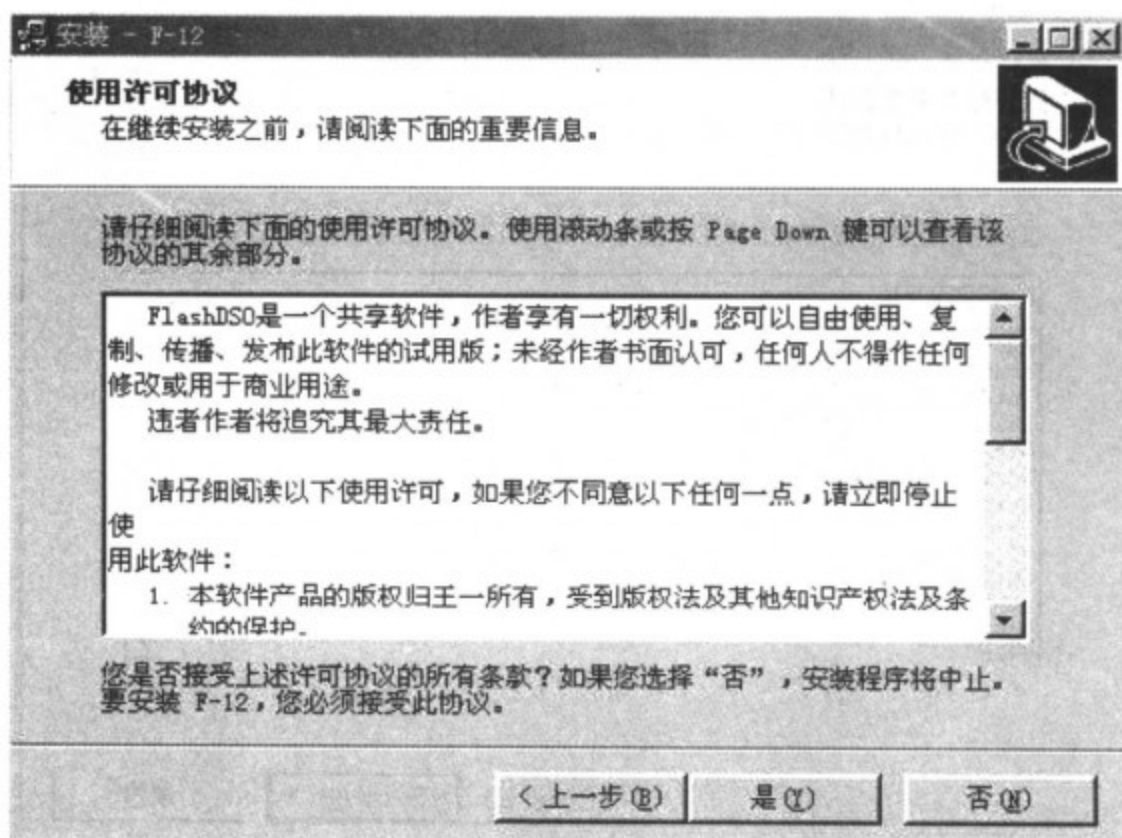 安装 - F-12
使用许可协议
在继续安装之前，请阅读下面的重要信息。
请仔细阅读下面的使用许可协议。使用滚动条或按 Page Down 键可以查看该
协议的其余部分。
FlashDSO是一个共享软件，作者享有一切权利。您可以自由使用、复
制、传播、发布此软件的试用版；未经作者书面认可，任何人不得作任何
修改或用于商业用途。
违者作者将追究其最大责任。
请仔细阅读以下使用许可，如果您不同意以下任何一点，请立即停止
使
用此软件：
1. 本软件产品的版权归王一所有，受到版权法及其他知识产权法及条
约的保护。
您是否接受上述许可协议的所有条款？如果您选择“否”，安装程序将中止。
要安装 F-12，您必须接受此协议。
< 上一步(B) 是(Y) 否(N)